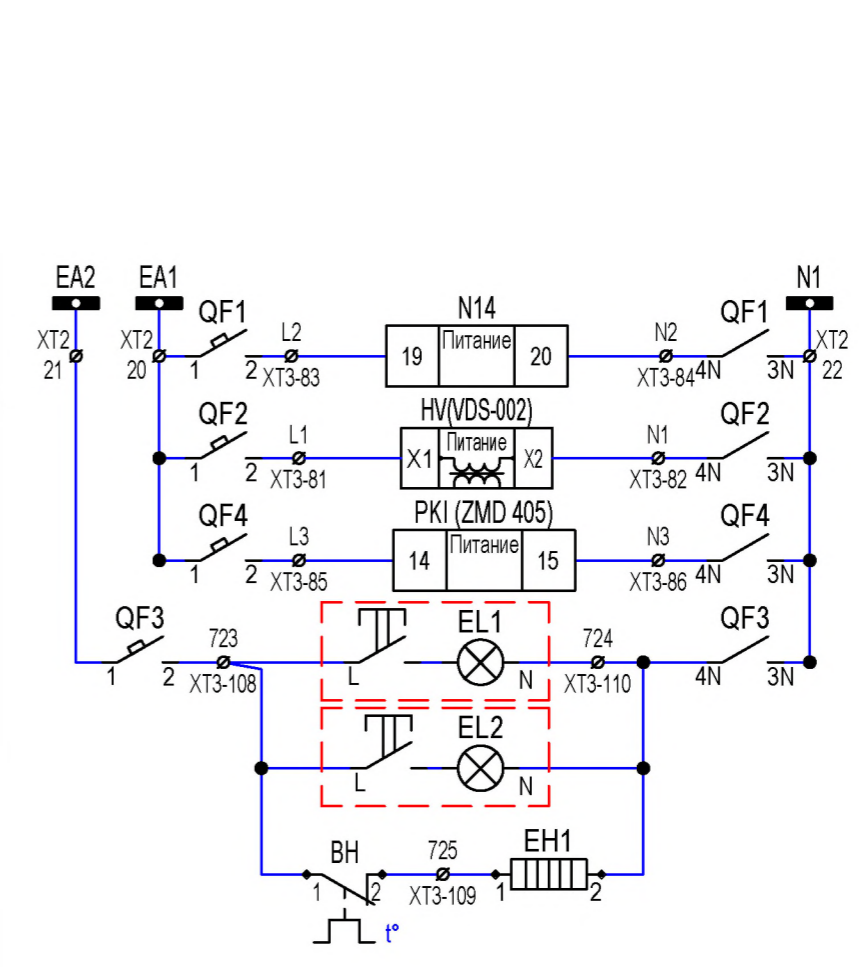 EA2 EA1 N1
QF1 N14 QF1
XT2 XT2 L2 19 Питание 20 N2 XT2
21 20 1 2 XT3-83 XT3-84 4N 3N 22
QF2 HV(VDS-002) QF2
L1 X1 Питание X2 N1
1 2 XT3-81 XT3-82 4N 3N
QF4 PKI (ZMD 405) QF4
L3 14 Питание 15 N3
1 2 XT3-85 XT3-86 4N 3N
QF3 EL1 QF3
723 724
1 2 XT3-108 L N XT3-110 4N 3N
EL2
L N
BH 725 EH1
1 2 XT3-109 1 2
t°